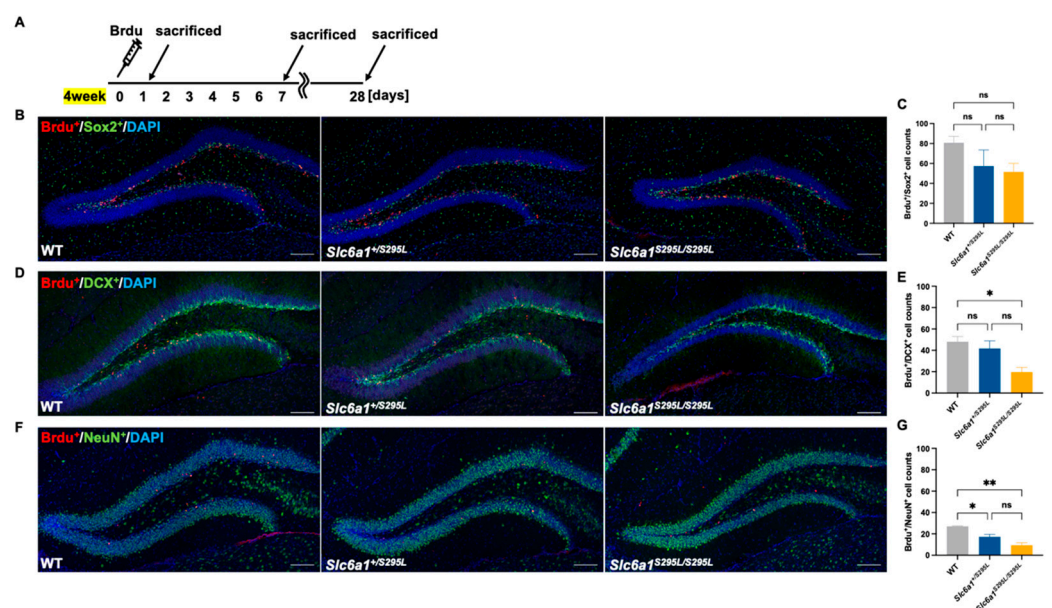 A
Brdu sacrificed sacrificed sacrificed
4week 0 1 2 3 4 5 6 7 28 [days]
B
Brdu⁺/Sox2⁺/DAPI
WT
Slc6a1⁺/S295L
Slc6a1S295L/S295L
C
ns
ns ns
Brdu⁺/Sox2⁺ cell counts
100
80
60
40
20
0
WT
Slc6a1⁺/S295L
Slc6a1S295L/S295L
D
Brdu⁺/DCX⁺/DAPI
WT
Slc6a1⁺/S295L
Slc6a1S295L/S295L
E
*
ns ns
Brdu⁺/DCX⁺ cell counts
100
80
60
40
20
0
WT
Slc6a1⁺/S295L
Slc6a1S295L/S295L
F
Brdu⁺/NeuN⁺/DAPI
WT
Slc6a1⁺/S295L
Slc6a1S295L/S295L
G
**
* ns
Brdu⁺/NeuN⁺ cell counts
100
80
60
40
20
0
WT
Slc6a1⁺/S295L
Slc6a1S295L/S295L